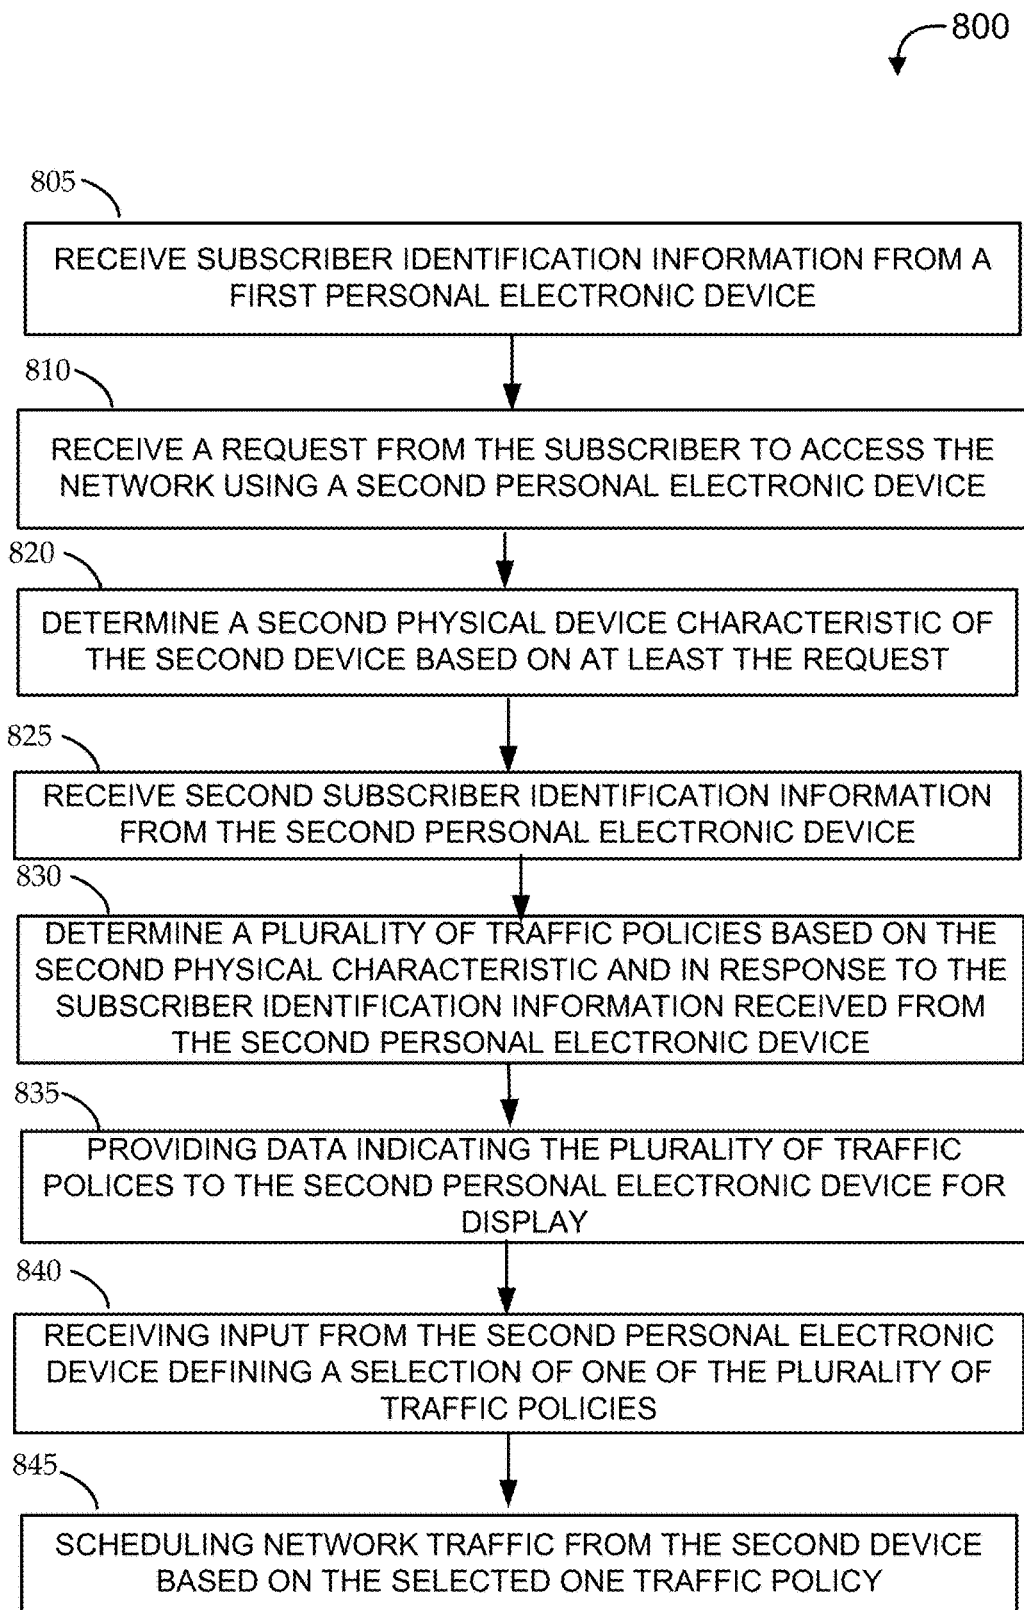 800
805
RECEIVE SUBSCRIBER IDENTIFICATION INFORMATION FROM A
FIRST PERSONAL ELECTRONIC DEVICE
810
RECEIVE A REQUEST FROM THE SUBSCRIBER TO ACCESS THE
NETWORK USING A SECOND PERSONAL ELECTRONIC DEVICE
820
DETERMINE A SECOND PHYSICAL DEVICE CHARACTERISTIC OF
THE SECOND DEVICE BASED ON AT LEAST THE REQUEST
825
RECEIVE SECOND SUBSCRIBER IDENTIFICATION INFORMATION
FROM THE SECOND PERSONAL ELECTRONIC DEVICE
830
DETERMINE A PLURALITY OF TRAFFIC POLICIES BASED ON THE
SECOND PHYSICAL CHARACTERISTIC AND IN RESPONSE TO THE
SUBSCRIBER IDENTIFICATION INFORMATION RECEIVED FROM
THE SECOND PERSONAL ELECTRONIC DEVICE
835
PROVIDING DATA INDICATING THE PLURALITY OF TRAFFIC
POLICES TO THE SECOND PERSONAL ELECTRONIC DEVICE FOR
DISPLAY
840
RECEIVING INPUT FROM THE SECOND PERSONAL ELECTRONIC
DEVICE DEFINING A SELECTION OF ONE OF THE PLURALITY OF
TRAFFIC POLICIES
845
SCHEDULING NETWORK TRAFFIC FROM THE SECOND DEVICE
BASED ON THE SELECTED ONE TRAFFIC POLICY